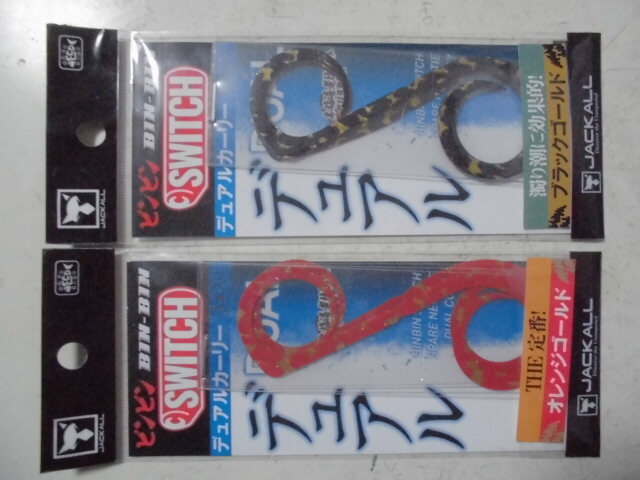 JACKALL
ビンビン
BIN-BIN
SWITCH
デュアルカーリー
デュアル
濁り潮に効果的!
ブラックゴールド
JACKALL
JACKALL
ビンビン
BIN-BIN
SWITCH
デュアルカーリー
デュアル
THE 定番!
オレンジゴールド
JACKALL